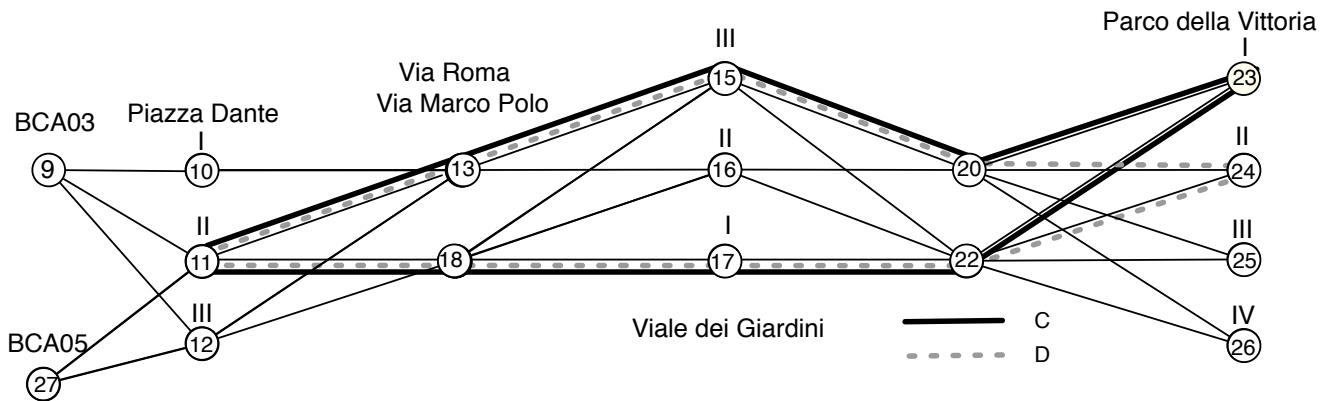 Parco della Vittoria
III
I
Via Roma
Via Marco Polo
15
23
Piazza Dante
BCA03
I
II
II
9
10
13
16
20
24
II
I
III
11
18
17
22
25
III
Viale dei Giardini
C
IV
BCA05
12
D
26
27